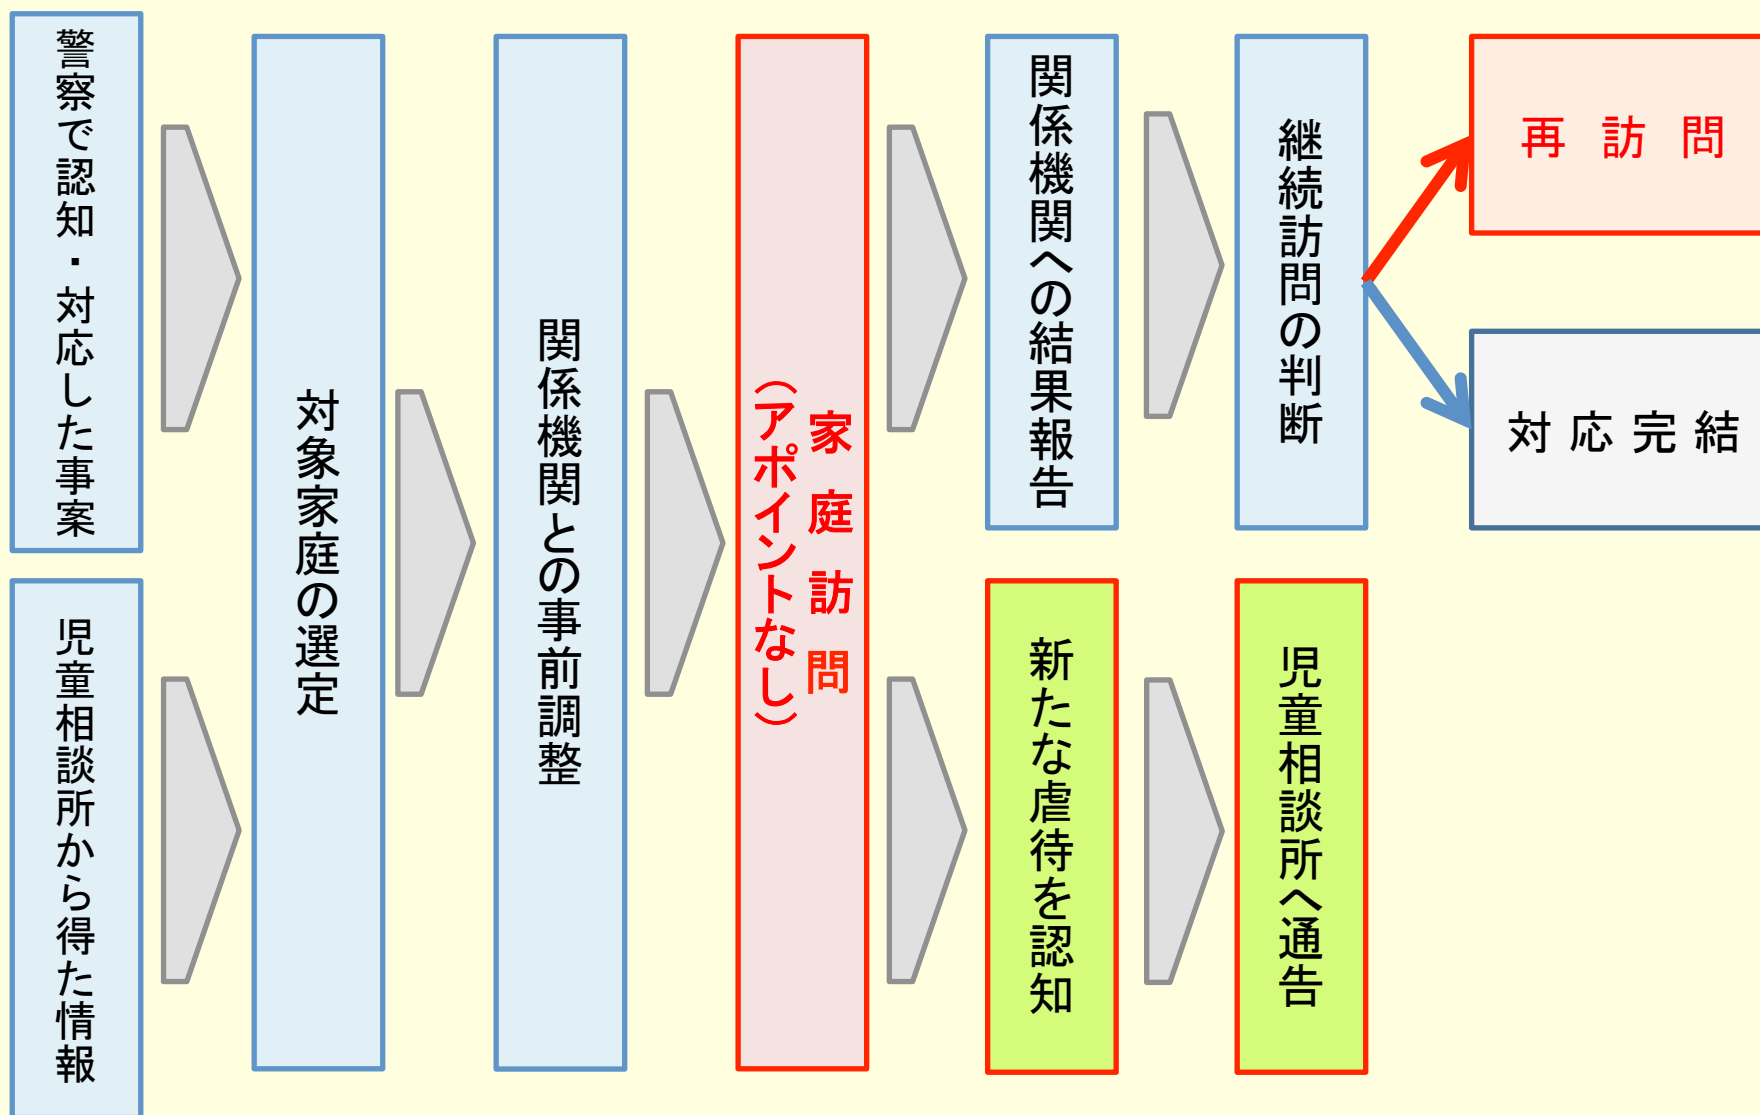 警察で認知・対応した事案
児童相談所から得た情報
対象家庭の選定
関係機関との事前調整
家庭訪問
(アポイントなし)
関係機関への結果報告
継続訪問の判断
再訪問
対応完結
新たな虐待を認知
児童相談所へ通告